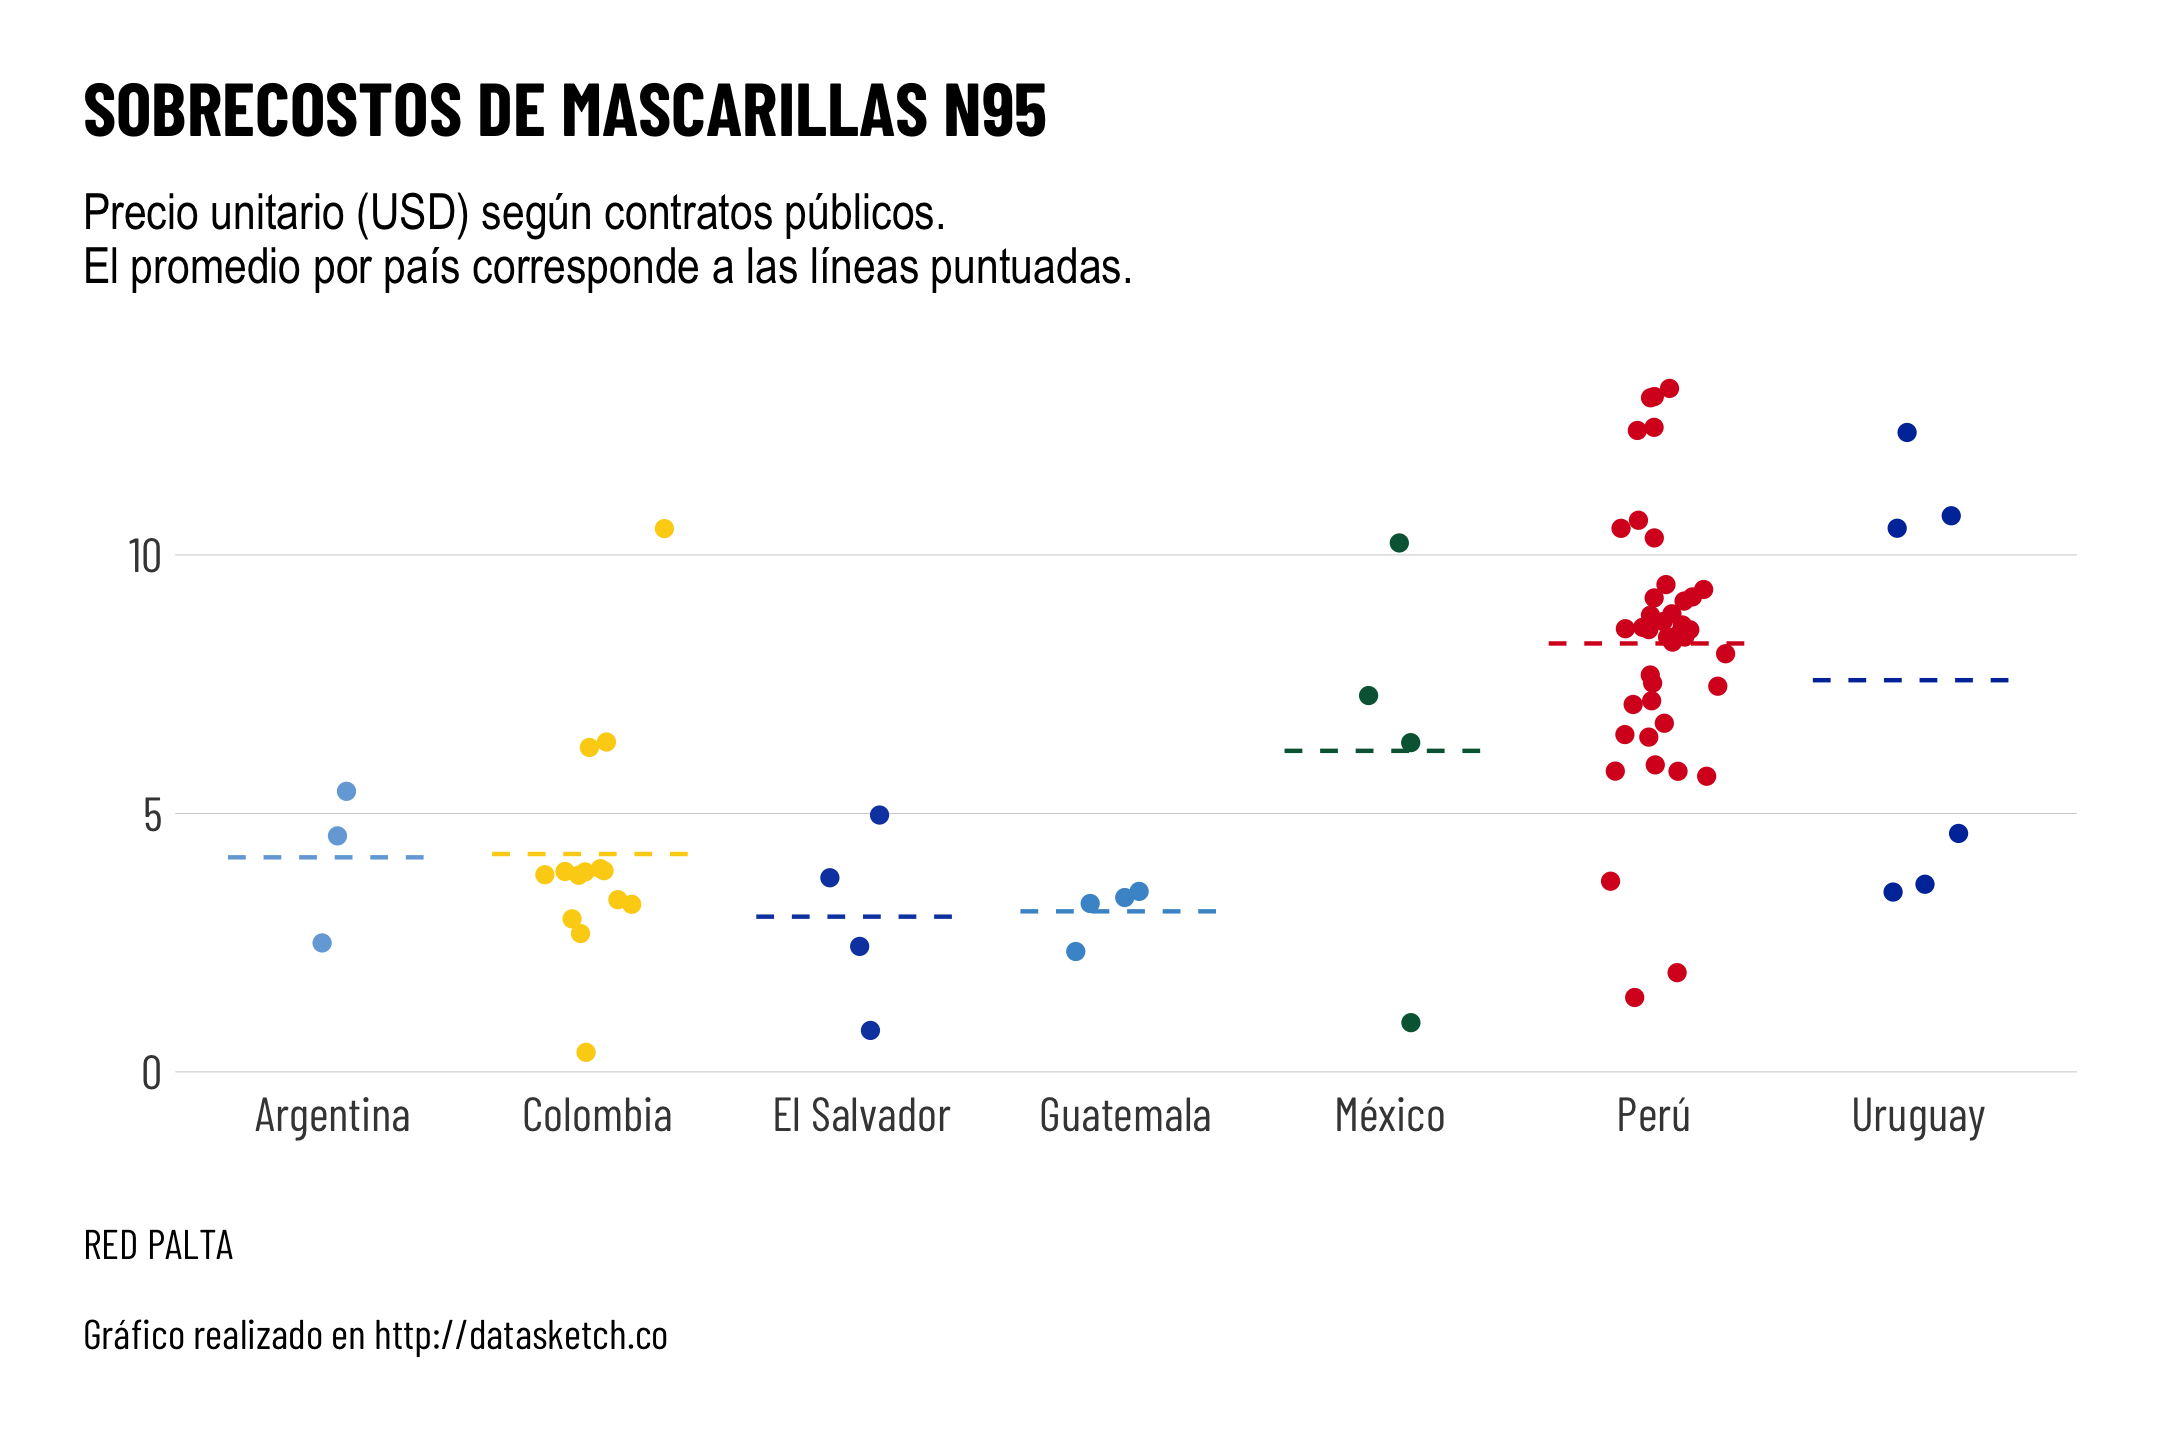 SOBRECOSTOS DE MASCARILLAS N95
Precio unitario (USD) según contratos públicos.
El promedio por país corresponde a las líneas puntuadas.
10
5
0
Argentina
Colombia
El Salvador
Guatemala
México
Perú
Uruguay
RED PALTA
Gráfico realizado en http://datasketch.co